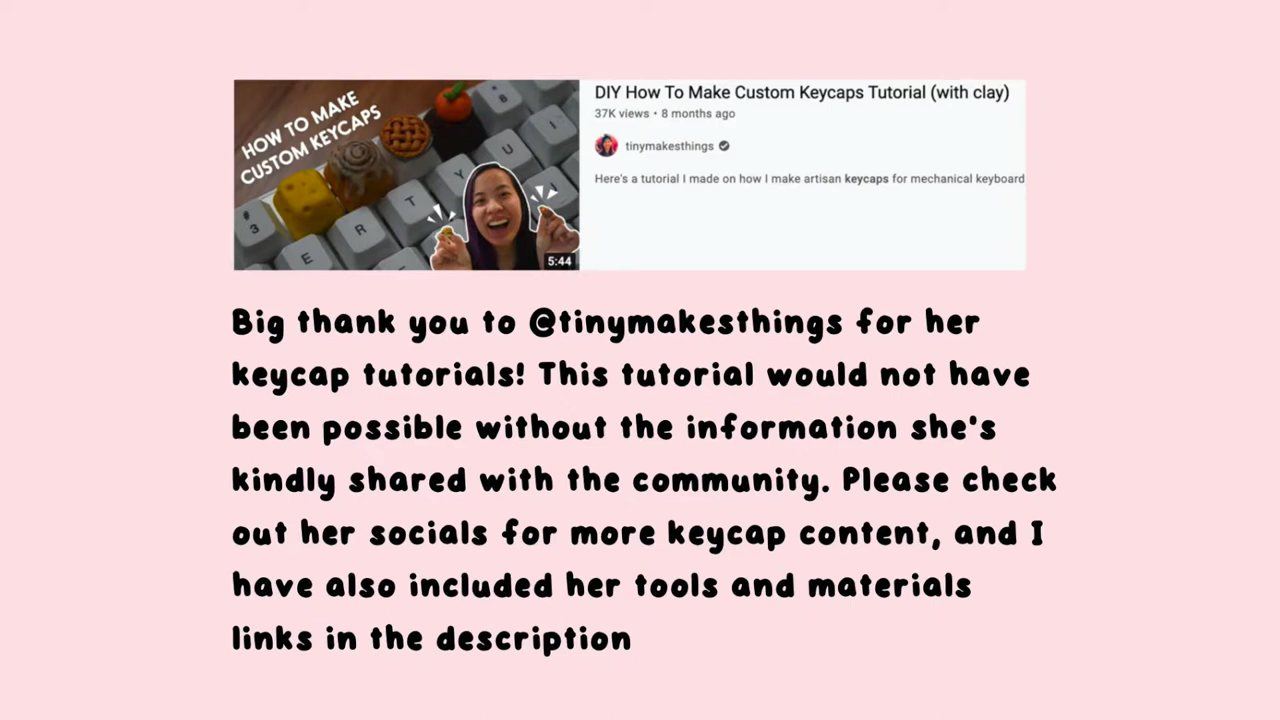 HOW TO MAKE
CUSTOM KEYCAPS
3
E
R
T
Y
U
I
8
5:44
DIY How To Make Custom Keycaps Tutorial (with clay)
37K views • 8 months ago
tinymakesthings
Here's a tutorial I made on how I make artisan keycaps for mechanical keyboard
Big thank you to @tinymakesthings for her
keycap tutorials! This tutorial would not have
been possible without the information she's
kindly shared with the community. Please check
out her socials for more keycap content, and I
have also included her tools and materials
links in the description